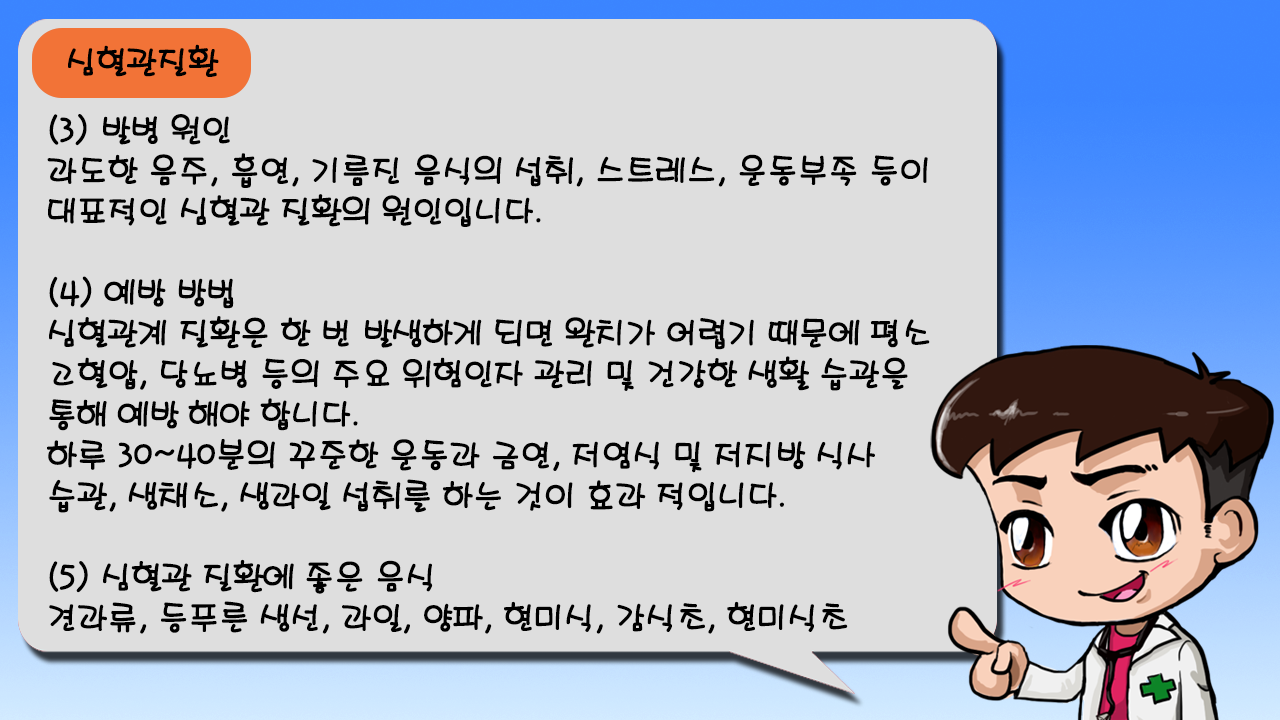 심혈관질환
(3) 발병 원인
과도한 음주, 흡연, 기름진 음식의 섭취, 스트레스, 운동부족 등이
대표적인 심혈관 질환의 원인입니다.
(4) 예방 방법
심혈관계 질환은 한 번 발생하게 되면 완치가 어렵기 때문에 평소
고혈압, 당뇨병 등의 주요 위험인자 관리 및 건강한 생활 습관을
통해 예방 해야 합니다.
하루 30~40분의 꾸준한 운동과 금연, 저염식 및 저지방 식사
습관, 생채소, 생과일 섭취를 하는 것이 효과 적입니다.
(5) 심혈관 질환에 좋은 음식
견과류, 등푸른 생선, 과일, 양파, 현미식, 감식초, 현미식초